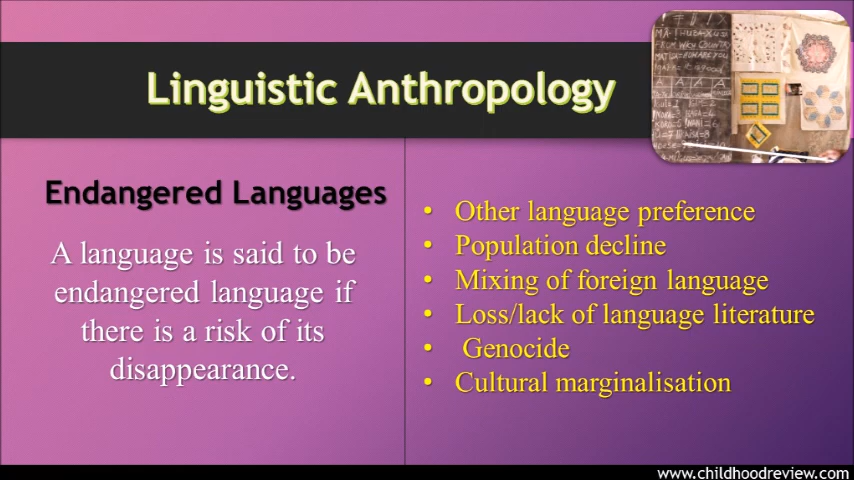 Linguistic Anthropology
Endangered Languages
A language is said to be
endangered language if
there is a risk of its
disappearance.
• Other language preference
• Population decline
• Mixing of foreign language
• Loss/lack of language literature
• Genocide
• Cultural marginalisation
www.childhoodreview.com